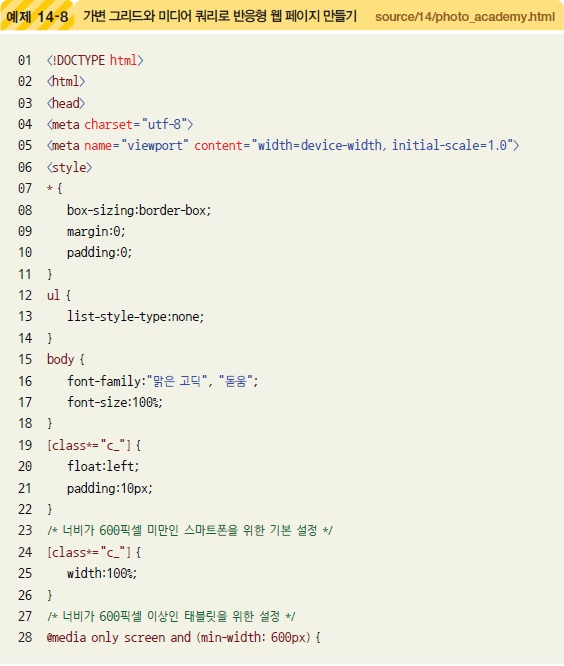 예제 14-8 가변 그리드와 미디어 쿼리로 반응형 웹 페이지 만들기 source/14/photo_academy.html
01 <!DOCTYPE html>
02 <html>
03 <head>
04 <meta charset="utf-8">
05 <meta name="viewport" content="width=device-width, initial-scale=1.0">
06 <style>
07 * {
08 box-sizing:border-box;
09 margin:0;
10 padding:0;
11 }
12 ul {
13 list-style-type:none;
14 }
15 body {
16 font-family:"맑은 고딕", "돋움";
17 font-size:100%;
18 }
19 [class*="c_"] {
20 float:left;
21 padding:10px;
22 }
23 /* 너비가 600픽셀 미만인 스마트폰을 위한 기본 설정 */
24 [class*="c_"] {
25 width:100%;
26 }
27 /* 너비가 600픽셀 이상인 태블릿을 위한 설정 */
28 @media only screen and (min-width: 600px) {